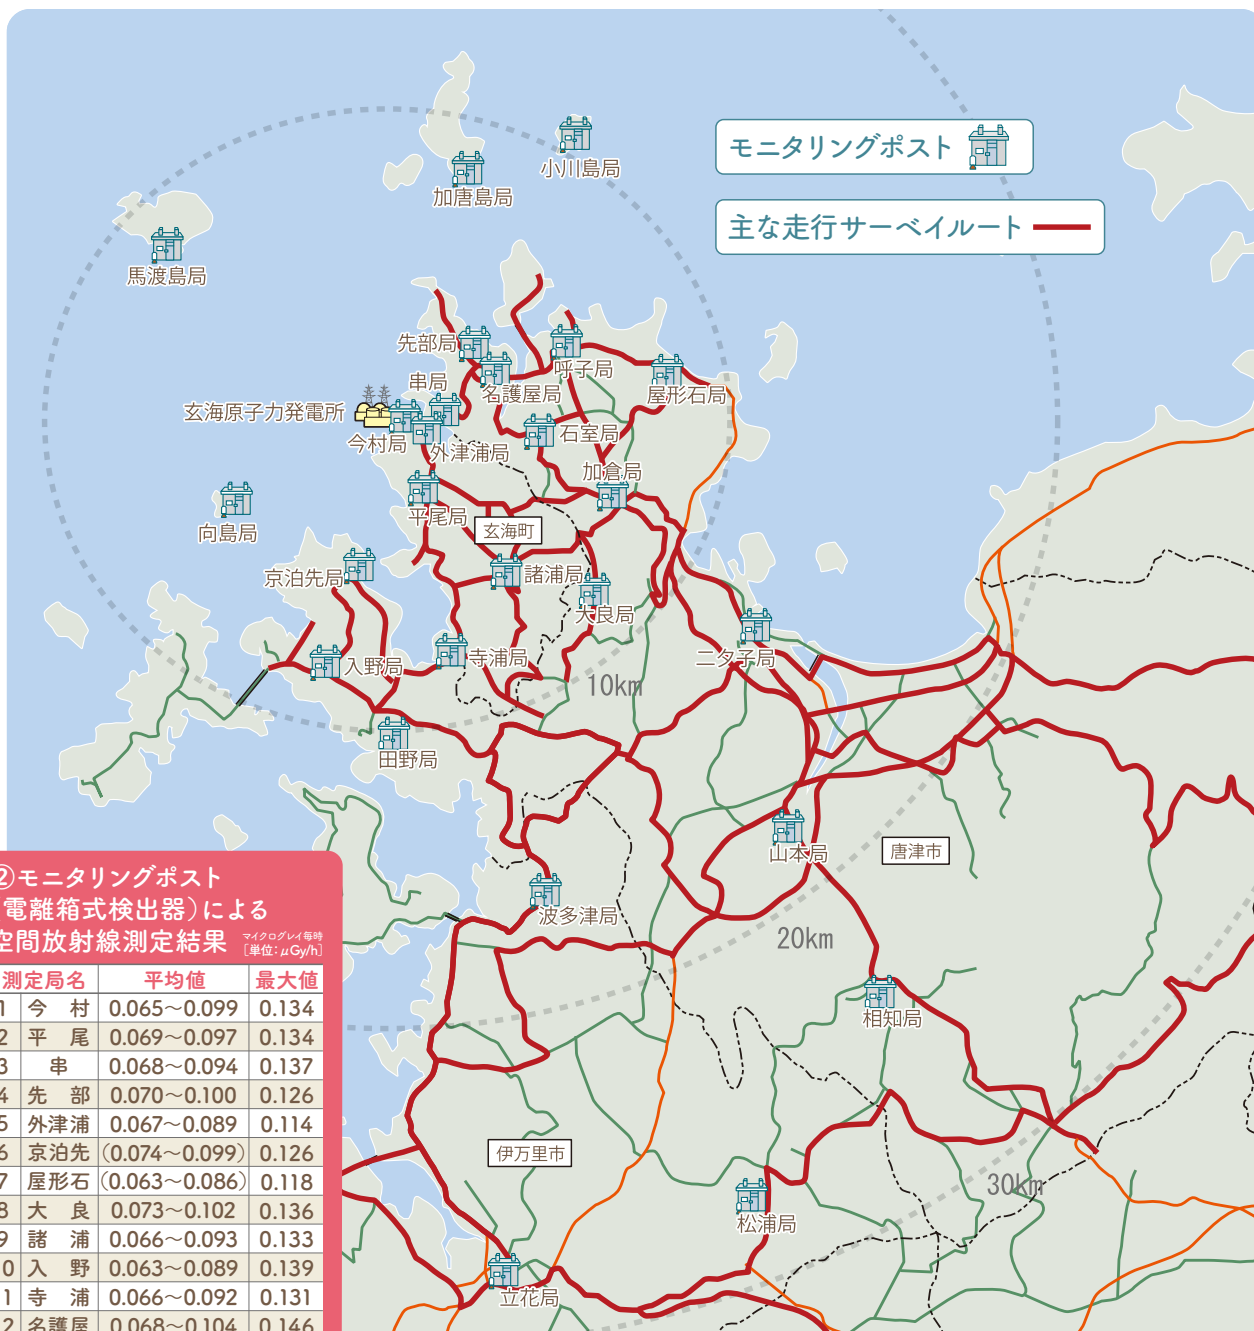 モニタリングポスト
主な走行サーベイルート
小川島局
加唐島局
馬渡島局
先部局
呼子局
串局
名護屋局
屋形石局
玄海原子力発電所
今村局
外津浦局
石室局
加倉局
向島局
平尾局
玄海町
京泊先局
諸浦局
大良局
入野局
寺浦局
二タ子局
10km
田野局
山本局
唐津市
波多津局
20km
相知局
伊万里市
30km
松浦局
立花局
②モニタリングポスト
電離箱式検出器)による
空間放射線測定結果 マイクログレイ毎時
[単位:μGy/h]
測定局名 平均値 最大値
1 今 村 0.065〜0.099 0.134
2 平 尾 0.069〜0.097 0.134
3 串 0.068〜0.094 0.137
4 先 部 0.070〜0.100 0.126
5 外津浦 0.067〜0.089 0.114
6 京泊先 (0.074〜0.099) 0.126
7 屋形石 (0.063〜0.086) 0.118
8 大 良 0.073〜0.102 0.136
9 諸 浦 0.066〜0.093 0.133
0 入 野 0.063〜0.089 0.139
1 寺 浦 0.066〜0.092 0.131
2 名護屋 0.068〜0.104 0.146